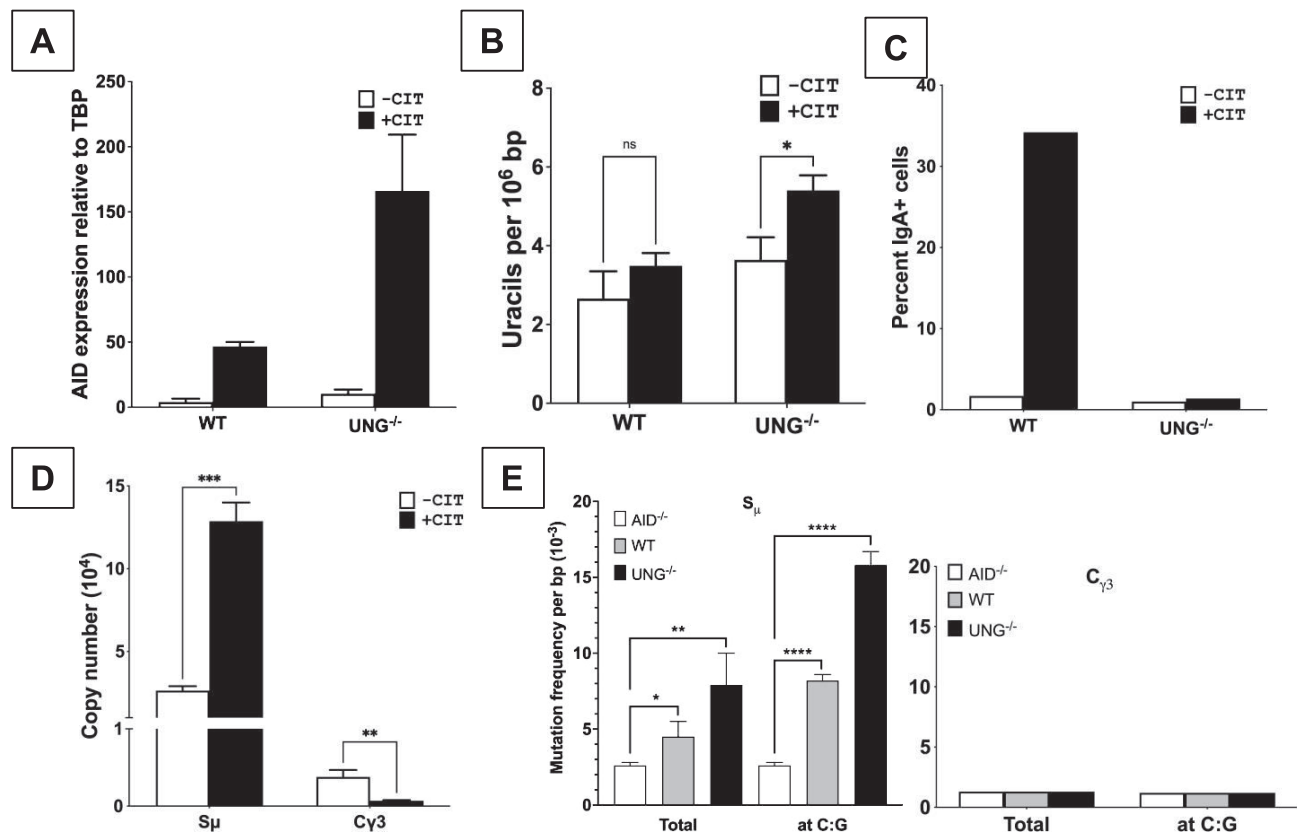 A
AID expression relative to TBP
250
200
150
100
50
0
-CIT
+CIT
WT
UNG-/-
B
Uracils per 10⁶ bp
8
6
4
2
0
-CIT
+CIT
ns
*
WT
UNG-/-
C
Percent IgA+ cells
40
30
20
10
0
-CIT
+CIT
WT
UNG-/-
D
Copy number (10⁴)
15
10
5
1
0
-CIT
+CIT
***
**
Sμ
Cγ3
E
Mutation frequency per bp (10⁻³)
20
15
10
5
0
Sμ
AID-/-
WT
UNG-/-
*
**
****
****
Total
at C:G
20
15
10
5
0
Cγ3
AID-/-
WT
UNG-/-
Total
at C:G